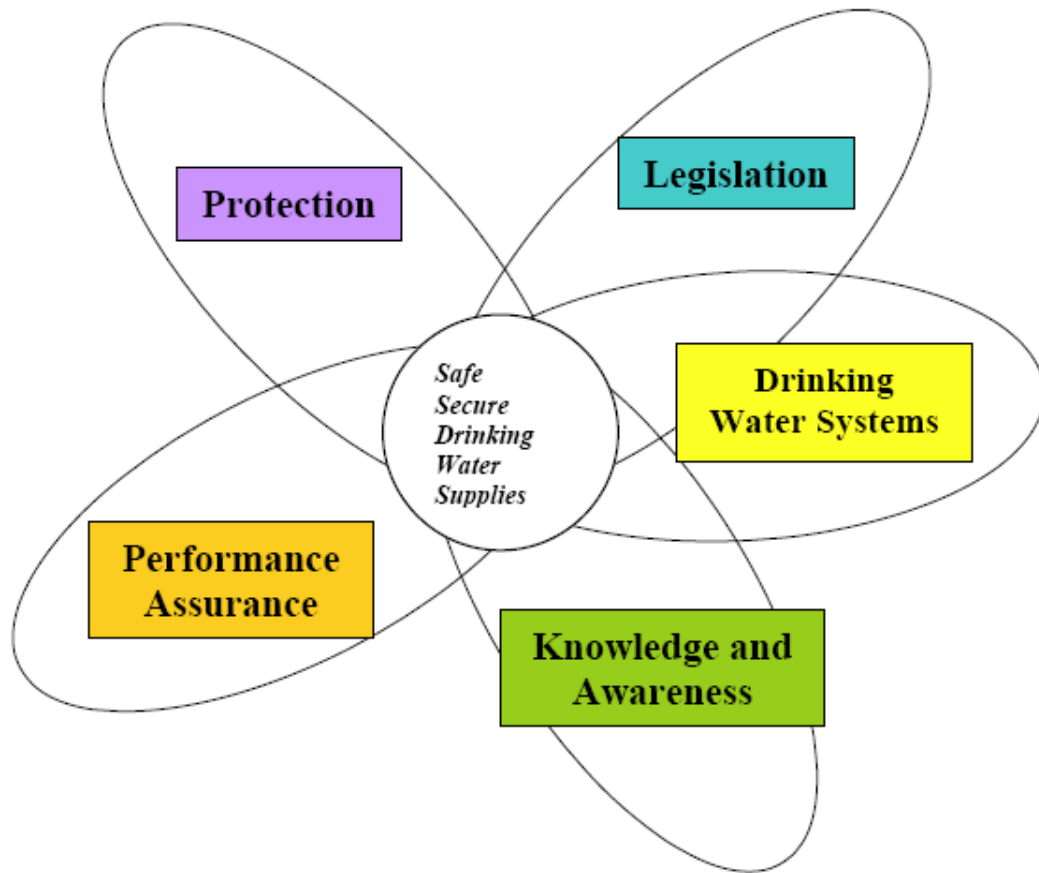 Protection
Legislation
Safe
Secure
Drinking
Water
Supplies
Drinking
Water Systems
Performance
Assurance
Knowledge and
Awareness